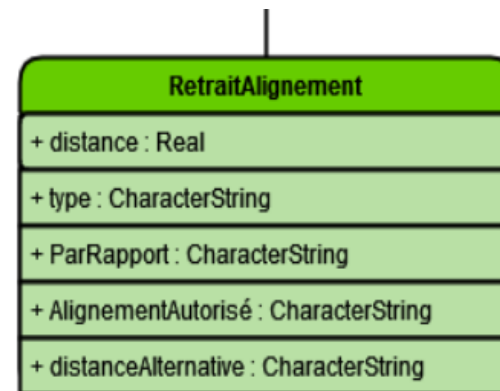 RetraitAlignement
+ distance : Real
+ type : CharacterString
+ ParRapport : CharacterString
+ AlignementAutorisé : CharacterString
+ distanceAlternative : CharacterString